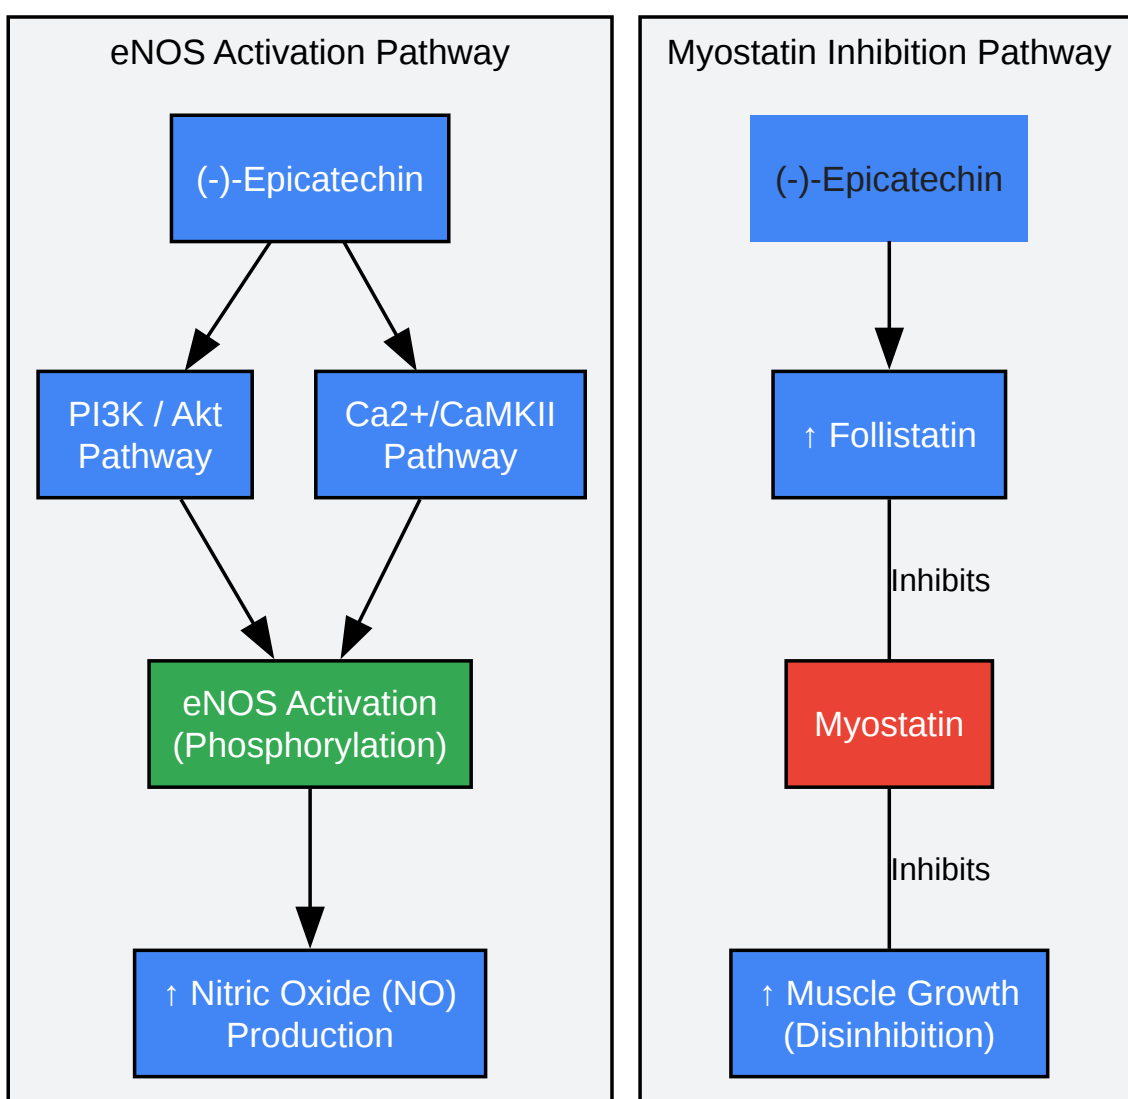 eNOS Activation Pathway
(-)-Epicatechin
PI3K / Akt
Pathway
Ca2+/CaMKII
Pathway
eNOS Activation
(Phosphorylation)
↑ Nitric Oxide (NO)
Production
Myostatin Inhibition Pathway
(-)-Epicatechin
↑ Follistatin
Inhibits
Myostatin
Inhibits
↑ Muscle Growth
(Disinhibition)